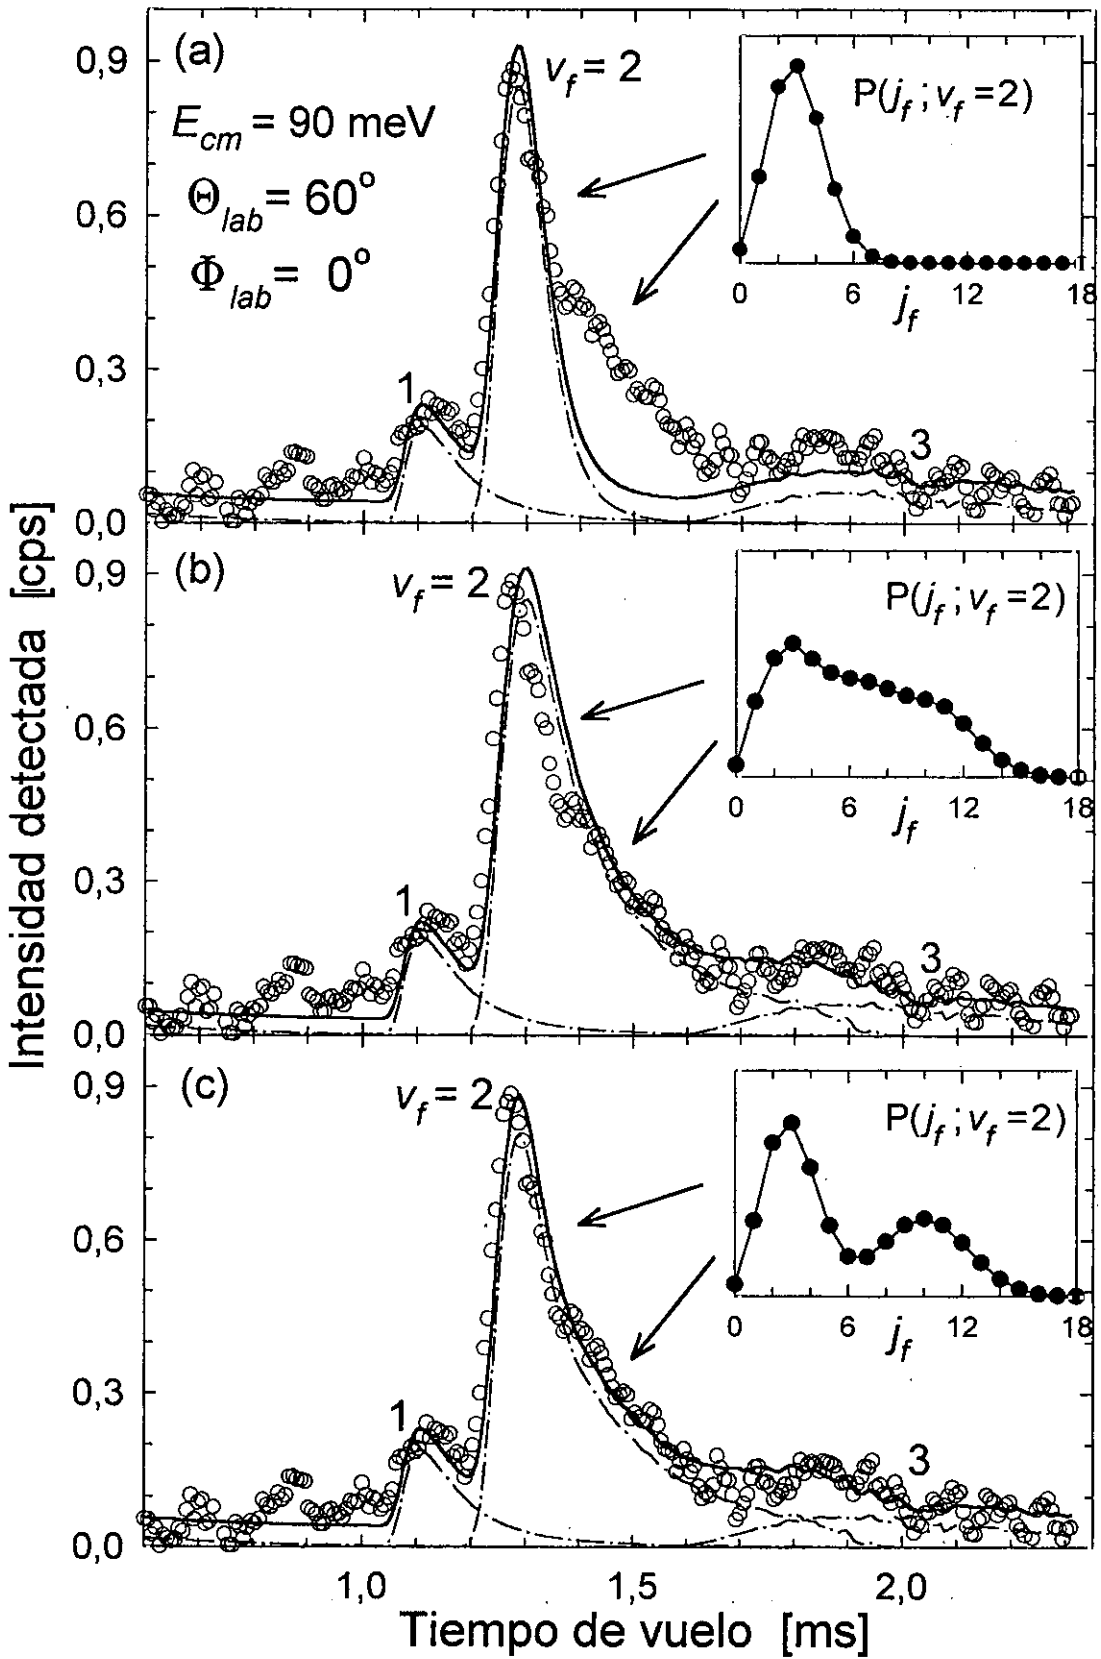 Intensidad detectada [cps]
(a)
E_cm = 90 meV
Θ_lab = 60°
Φ_lab = 0°
v_f = 2
1
3
0,9
0,6
0,3
0,0
P(j_f ; v_f = 2)
0 6 12 18
j_f
(b)
v_f = 2
1
3
0,9
0,6
0,3
0,0
P(j_f ; v_f = 2)
0 6 12 18
j_f
(c)
v_f = 2
1
3
0,9
0,6
0,3
0,0
P(j_f ; v_f = 2)
0 6 12 18
j_f
1,0 1,5 2,0
Tiempo de vuelo [ms]